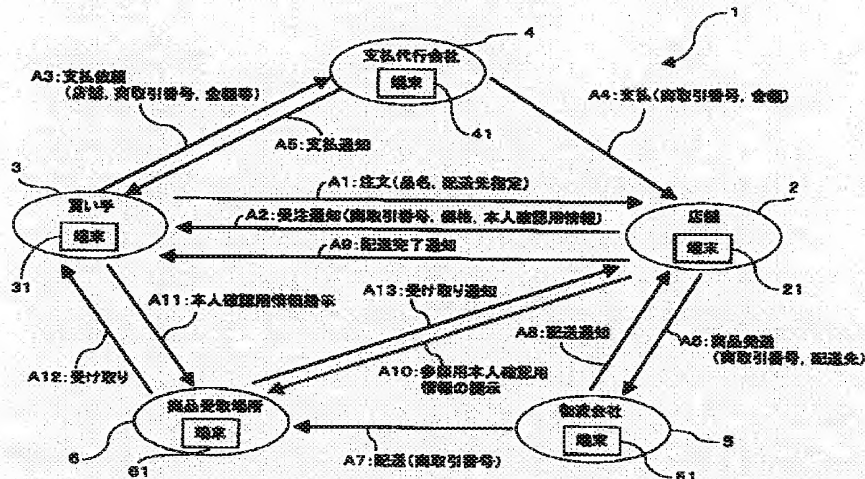 1
4
支払代行会社
端末
41
A3:支払依頼
(店舗, 商取引番号, 金額等)
A4:支払(商取引番号, 金額)
A5:支払通知
3
買い手
端末
31
A1:注文(品名, 配送先指定)
A2:受注通知(商取引番号, 価格, 本人確認用情報)
A9:配送完了通知
2
店舗
端末
21
A11:本人確認用情報提示
A13:受け取り通知
A12:受け取り
A10:参照用本人確認用
情報の提示
A8:配送通知
A6:商品発送
(商取引番号, 配送先)
商品受取場所
端末
6
61
A7:配送(商取引番号)
物流会社
端末
5
51